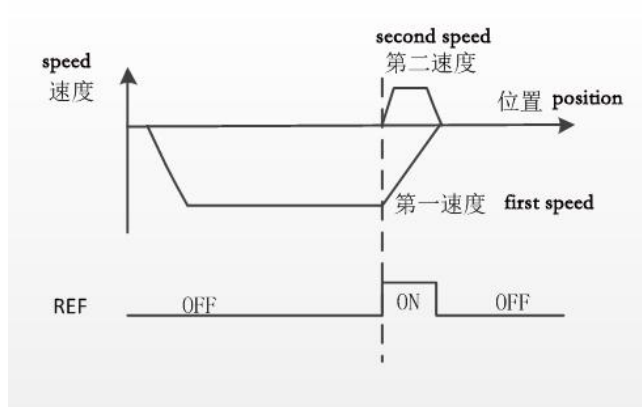 second speed
第二速度
speed
速度
位置 position
第一速度 first speed
REF OFF ON OFF